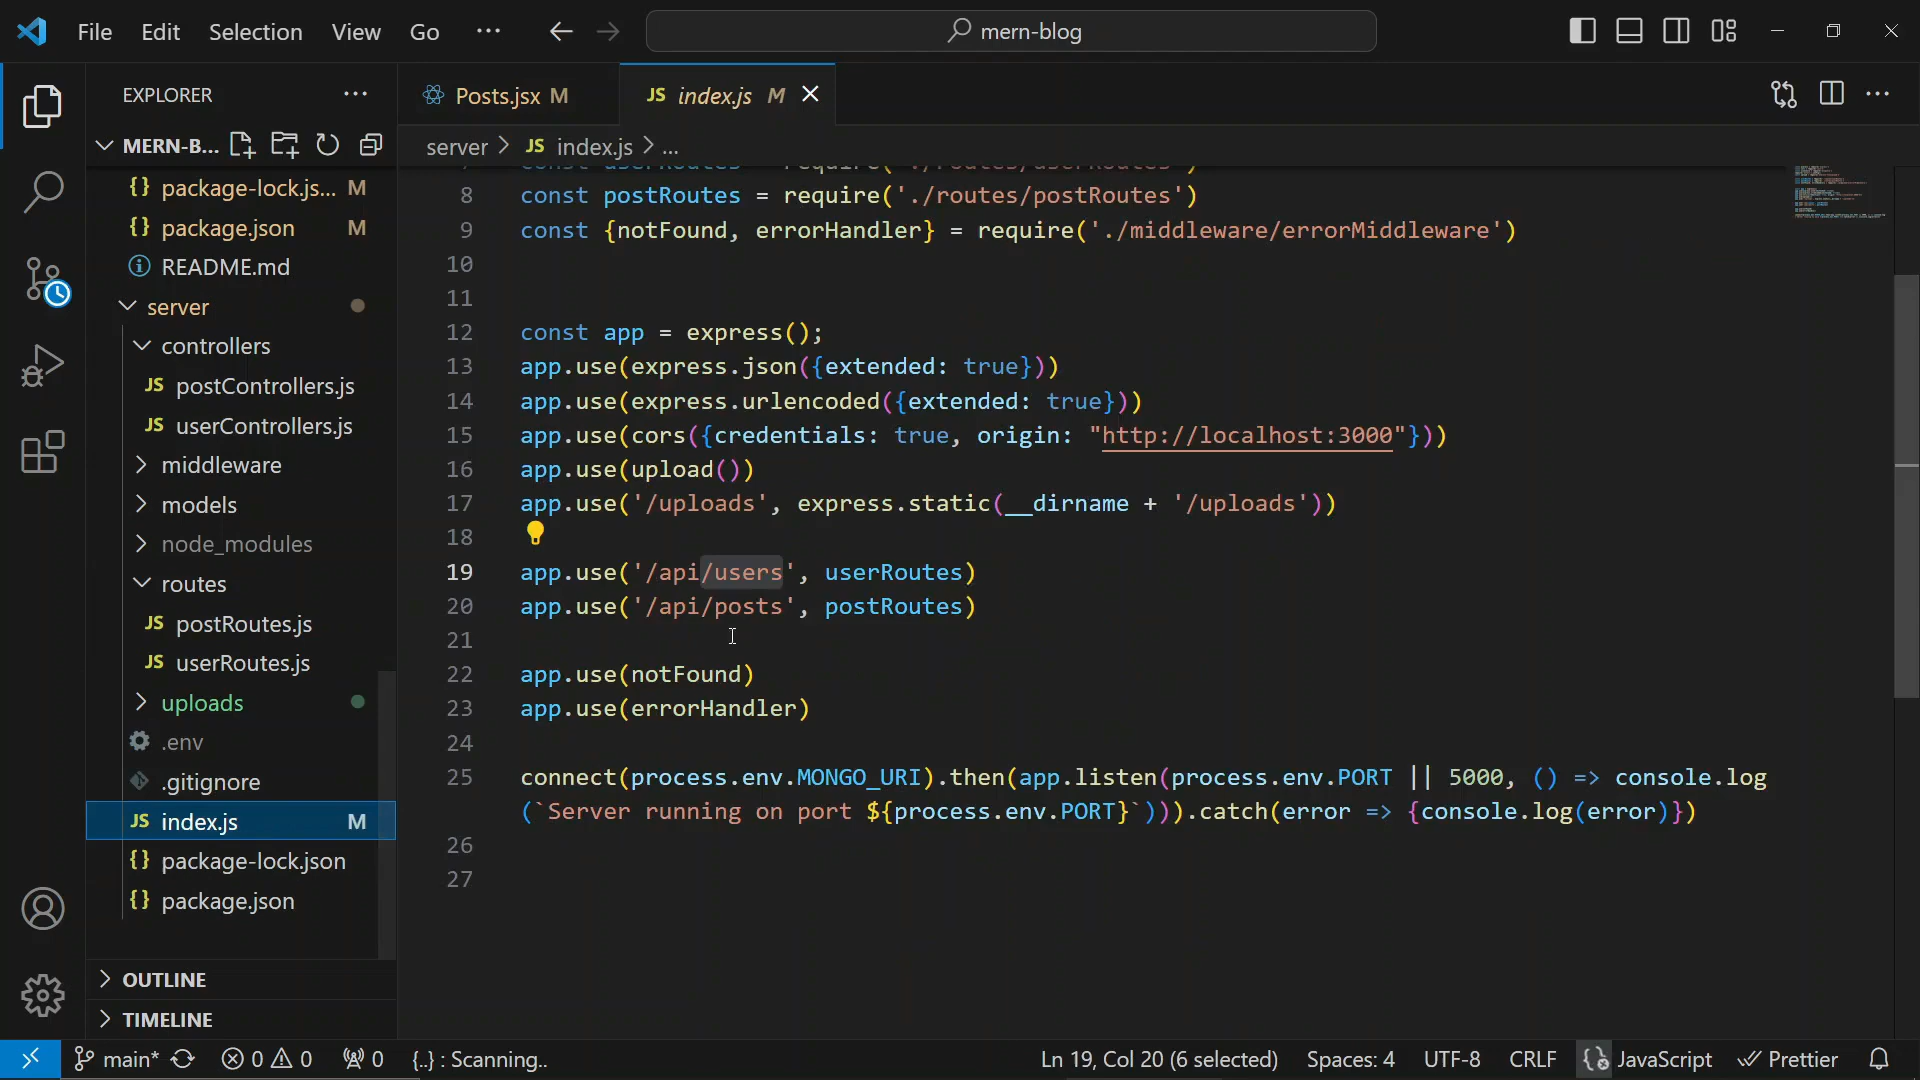 File Edit Selection View Go ··· mern-blog
EXPLORER ···
JS Posts.jsx M
JS index.js M
MERN-B...
server > JS index.js > ...
{} package-lock.js... M
{} package.json M
README.md
server
controllers
JS postControllers.js
JS userControllers.js
middleware
models
node_modules
routes
JS postRoutes.js
JS userRoutes.js
uploads
.env
.gitignore
JS index.js M
{} package-lock.json
{} package.json
OUTLINE
TIMELINE
const userRoutes = require('./routes/userRoutes')
8 const postRoutes = require('./routes/postRoutes')
9 const {notFound, errorHandler} = require('./middleware/errorMiddleware')
10
11
12 const app = express();
13 app.use(express.json({extended: true}))
14 app.use(express.urlencoded({extended: true}))
15 app.use(cors({credentials: true, origin: "http://localhost:3000"}))
16 app.use(upload())
17 app.use('/uploads', express.static(__dirname + '/uploads'))
18
19 app.use('/api/users', userRoutes)
20 app.use('/api/posts', postRoutes)
21
22 app.use(notFound)
23 app.use(errorHandler)
24
25 connect(process.env.MONGO_URI).then(app.listen(process.env.PORT || 5000, () => console.log
(`Server running on port ${process.env.PORT}`))).catch(error => {console.log(error)})
26
27
main* 0 0 0 {..} : Scanning.. Ln 19, Col 20 (6 selected) Spaces: 4 UTF-8 CRLF JavaScript Prettier